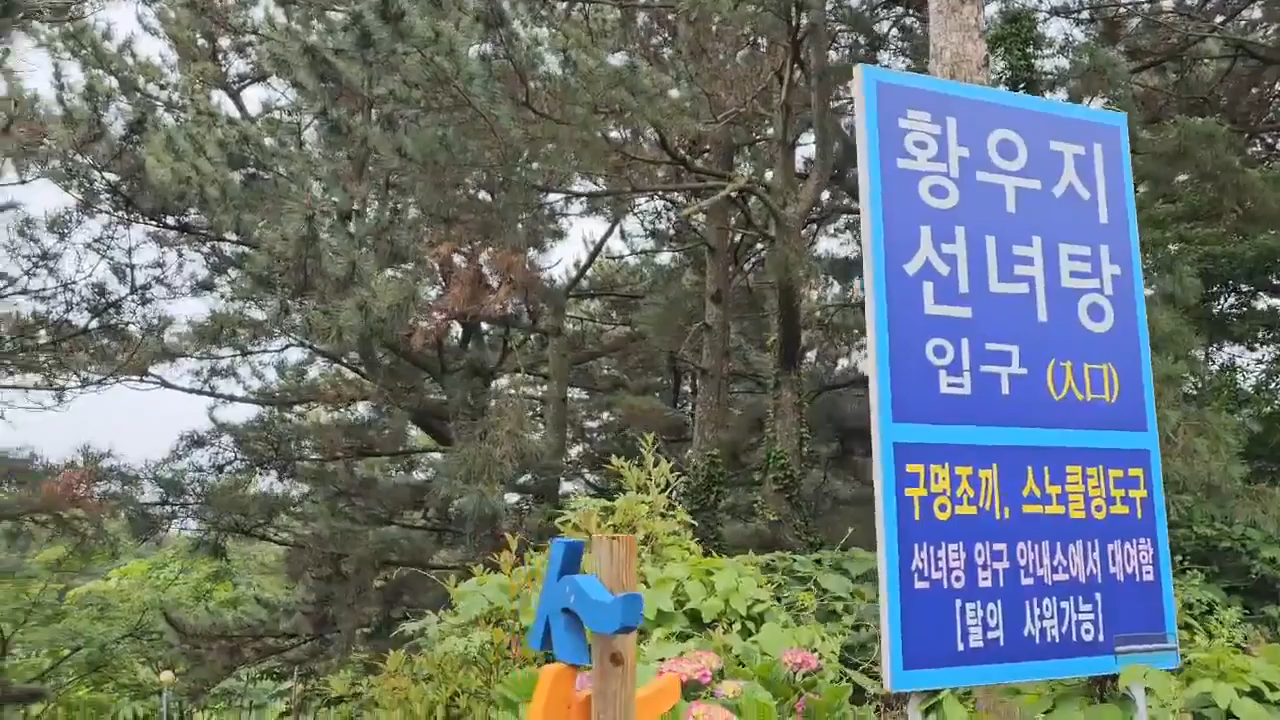 황우지
선녀탕
입구 (入口)
구명조끼, 스노클링도구
선녀탕 입구 안내소에서 대여함
[탈의 샤워가능]